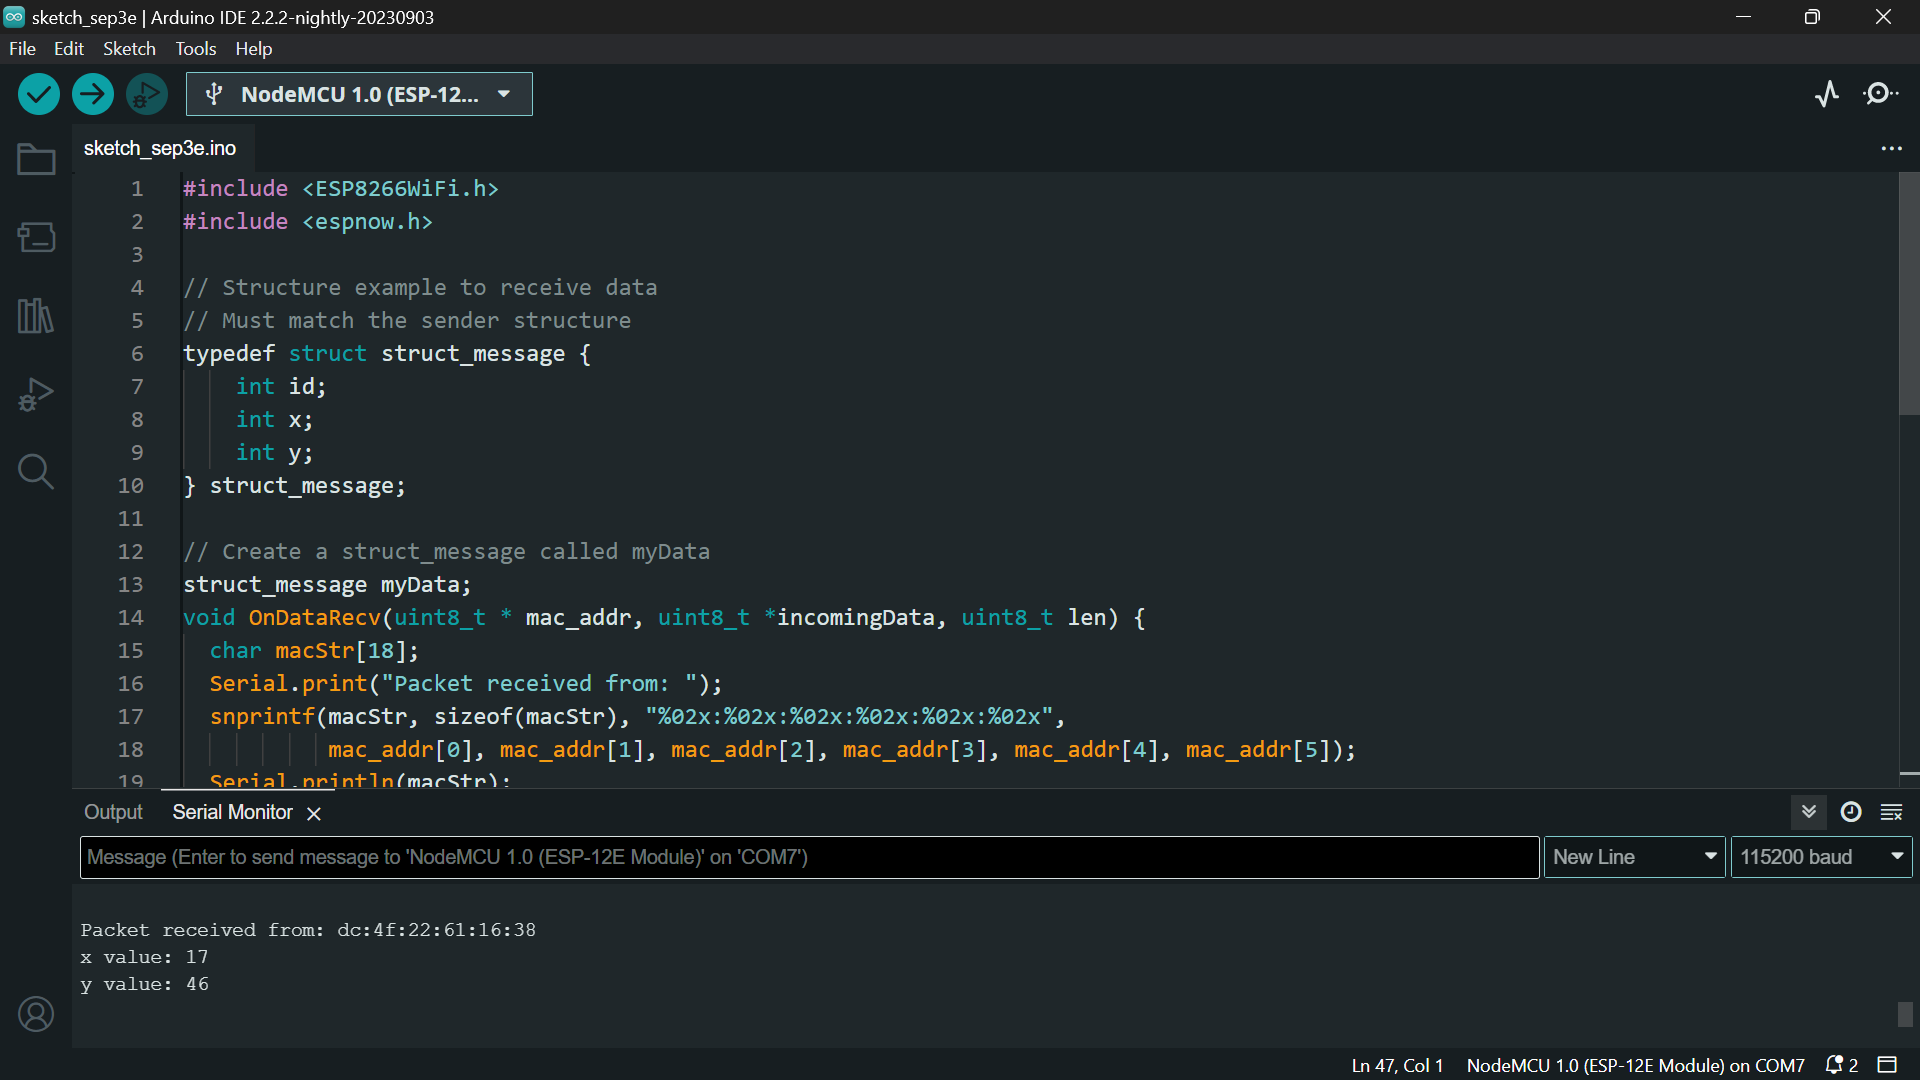 sketch_sep3e | Arduino IDE 2.2.2-nightly-20230903
File Edit Sketch Tools Help
NodeMCU 1.0 (ESP-12...
sketch_sep3e.ino
1 #include <ESP8266WiFi.h>
2 #include <espnow.h>
3
4 // Structure example to receive data
5 // Must match the sender structure
6 typedef struct struct_message {
7 int id;
8 int x;
9 int y;
10 } struct_message;
11
12 // Create a struct_message called myData
13 struct_message myData;
14 void OnDataRecv(uint8_t * mac_addr, uint8_t *incomingData, uint8_t len) {
15 char macStr[18];
16 Serial.print("Packet received from: ");
17 snprintf(macStr, sizeof(macStr), "%02x:%02x:%02x:%02x:%02x:%02x",
18 mac_addr[0], mac_addr[1], mac_addr[2], mac_addr[3], mac_addr[4], mac_addr[5]);
19 Serial.println(macStr);
Output Serial Monitor
Message (Enter to send message to 'NodeMCU 1.0 (ESP-12E Module)' on 'COM7') New Line 115200 baud
Packet received from: dc:4f:22:61:16:38
x value: 17
y value: 46
Ln 47, Col 1 NodeMCU 1.0 (ESP-12E Module) on COM7 2